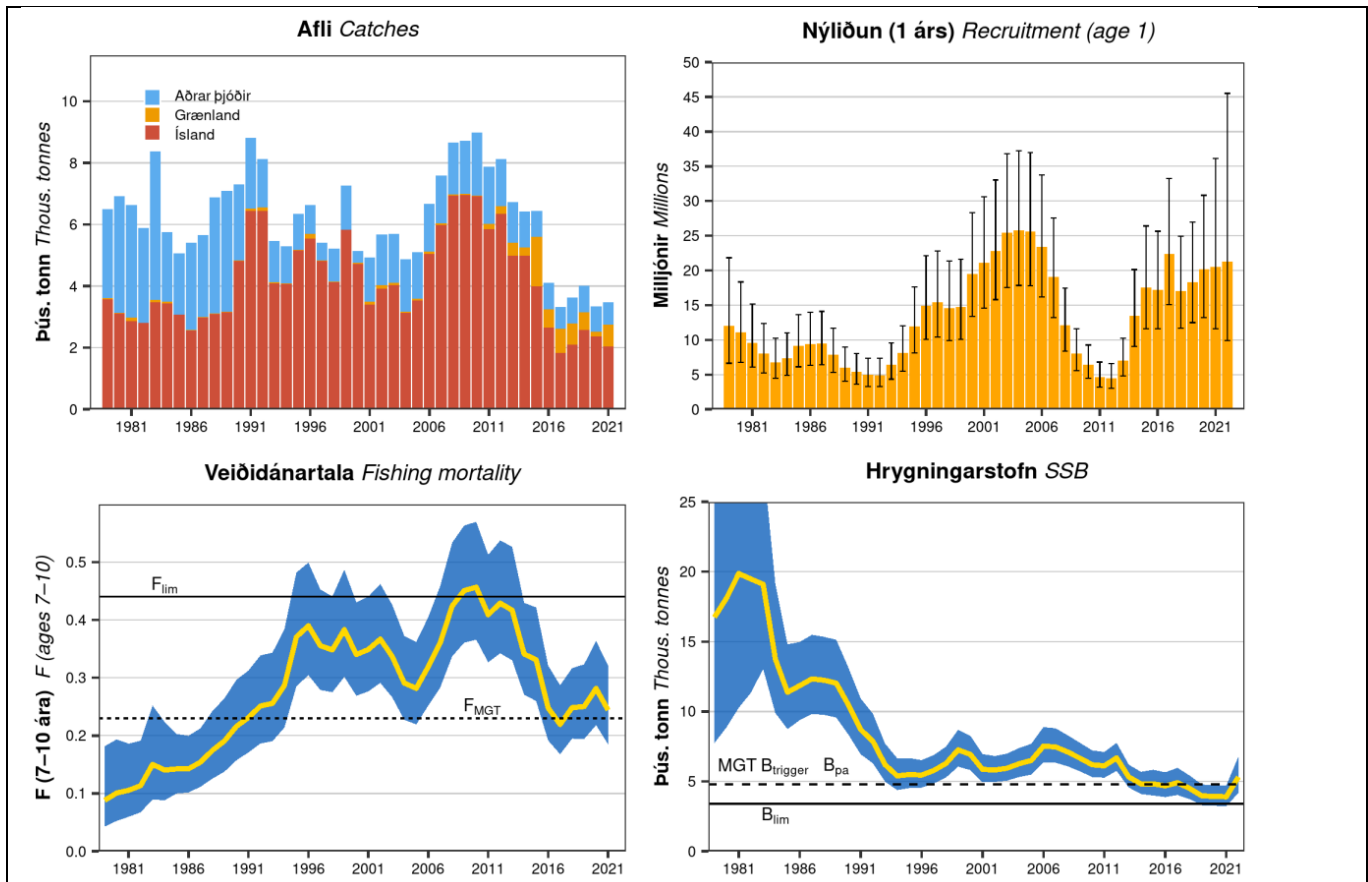 Afli Catches
Þús. tonn Thous. tonnes
10
8
6
4
2
0
Aðrar þjóðir
Grænland
Ísland
1981 1986 1991 1996 2001 2006 2011 2016 2021
Nýliðun (1 árs) Recruitment (age 1)
Milljónir Millions
50
45
40
35
30
25
20
15
10
5
0
1981 1986 1991 1996 2001 2006 2011 2016 2021
Veiðidánartala Fishing mortality
F (7–10 ára) F (ages 7–10)
0.5
0.4
0.3
0.2
0.1
0.0
Flim
FMGT
1981 1986 1991 1996 2001 2006 2011 2016 2021
Hrygningarstofn SSB
Þús. tonn Thous. tonnes
25
20
15
10
5
0
MGT Btrigger Bpa
Blim
1981 1986 1991 1996 2001 2006 2011 2016 2021